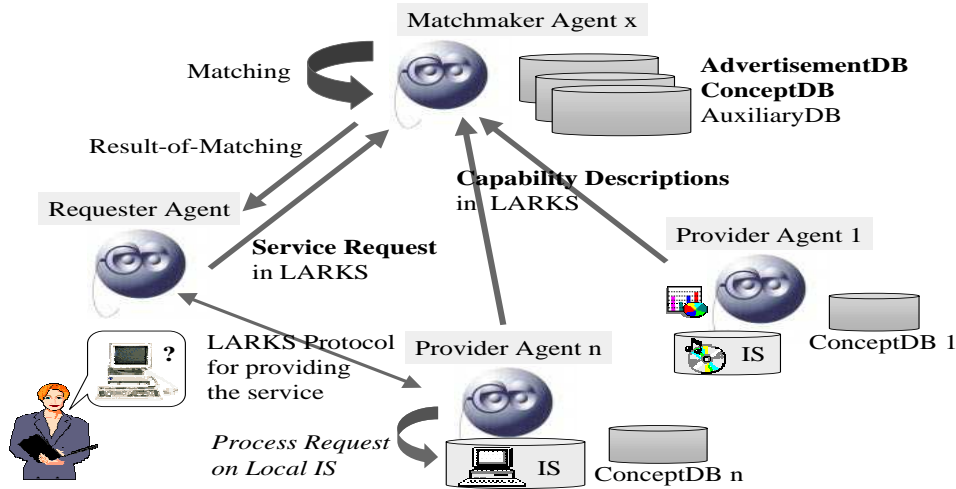 Matchmaker Agent x
Matching
AdvertisementDB
ConceptDB
AuxiliaryDB
Result-of-Matching
Capability Descriptions
in LARKS
Requester Agent
Service Request
in LARKS
Provider Agent 1
IS
ConceptDB 1
?
LARKS Protocol
for providing
the service
Provider Agent n
Process Request
on Local IS
IS
ConceptDB n